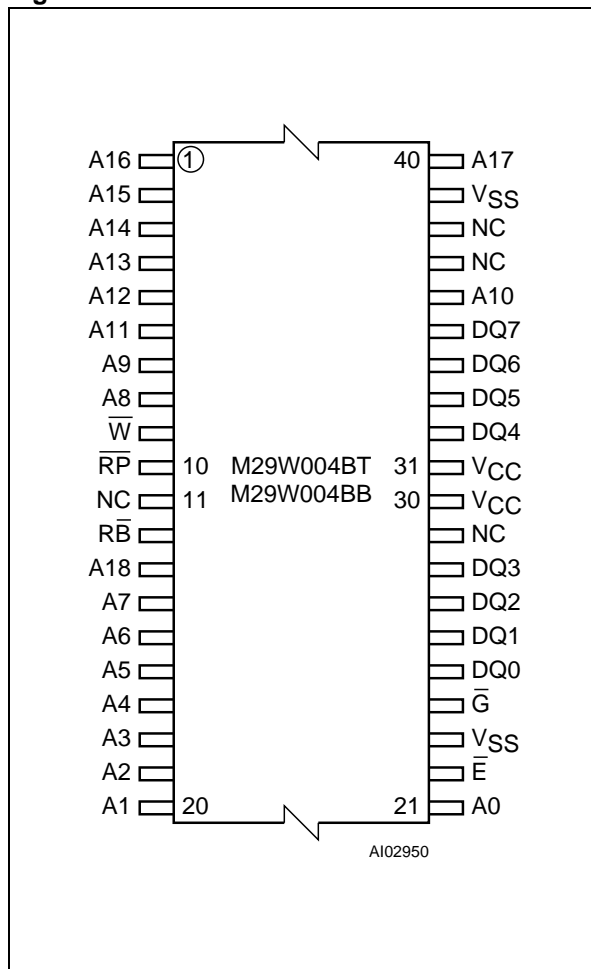 A16 1 40 A17
A15 VSS
A14 NC
A13 NC
A12 A10
A11 DQ7
A9 DQ6
A8 DQ5
W̅ DQ4
R̅P̅ 10 M29W004BT 31 VCC
NC 11 M29W004BB 30 VCC
RB̅ NC
A18 DQ3
A7 DQ2
A6 DQ1
A5 DQ0
A4 G̅
A3 VSS
A2 E̅
A1 20 21 A0
AI02950